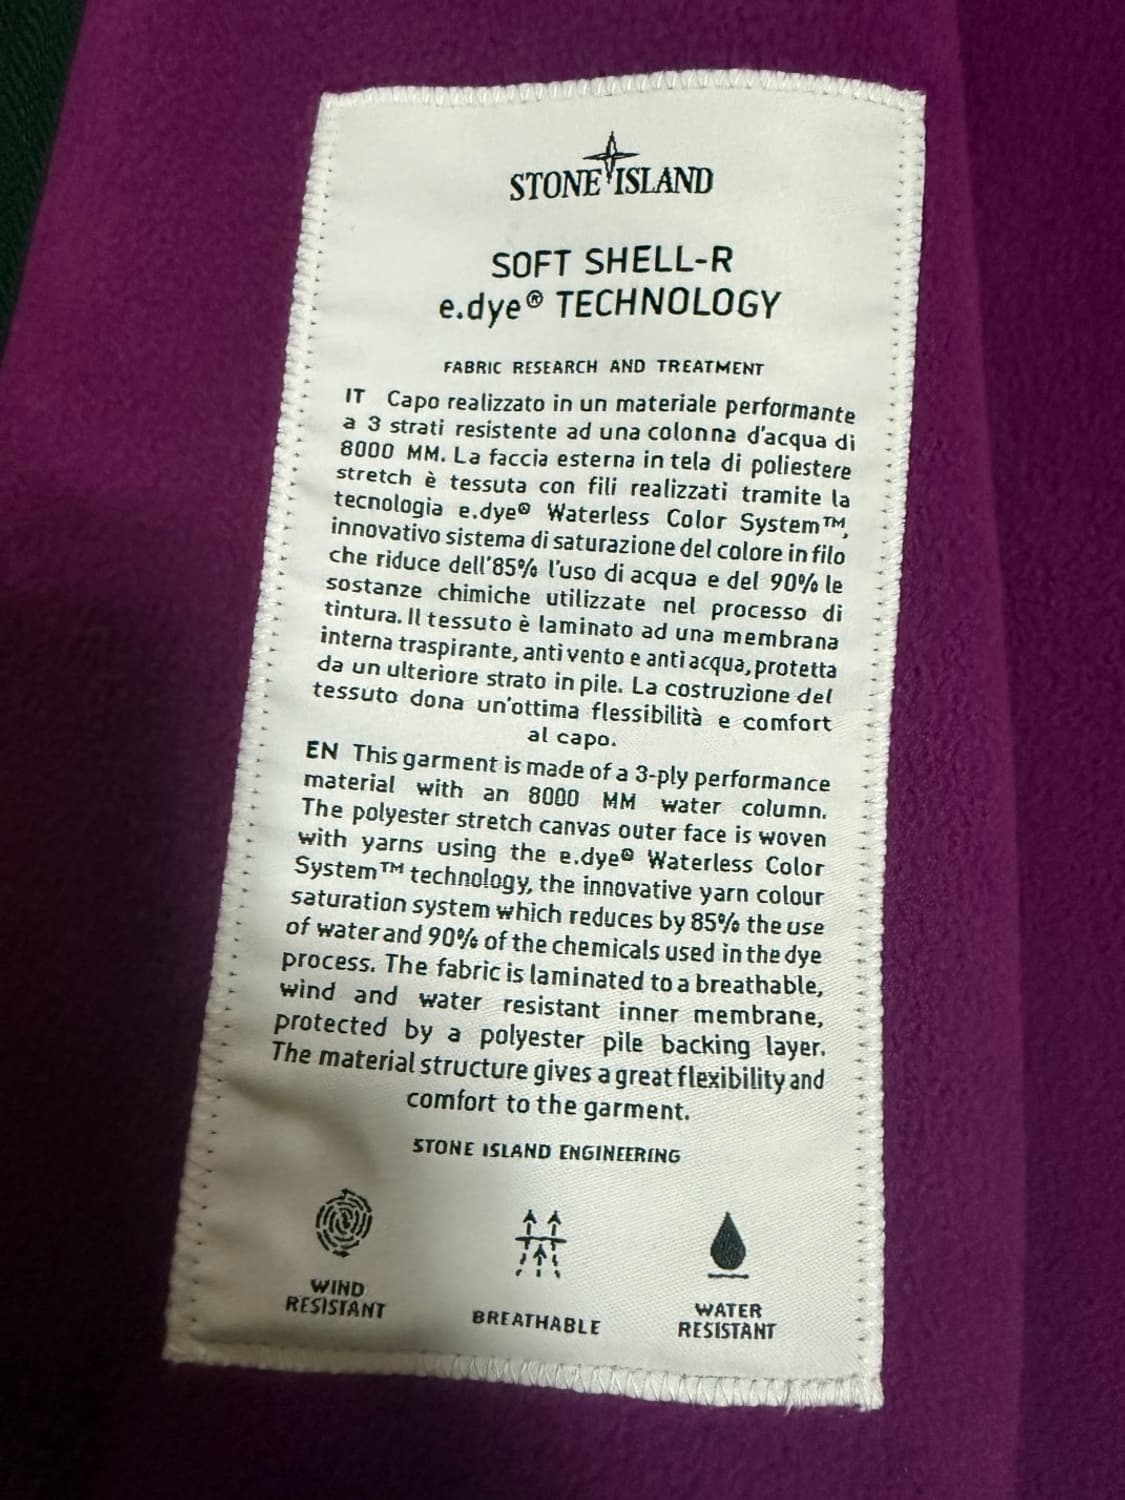 STONE ISLAND
SOFT SHELL-R
e.dye® TECHNOLOGY
FABRIC RESEARCH AND TREATMENT
IT Capo realizzato in un materiale performante
a 3 strati resistente ad una colonna d'acqua di
8000 MM. La faccia esterna in tela di poliestere
stretch è tessuta con fili realizzati tramite la
tecnologia e.dye® Waterless Color System™,
innovativo sistema di saturazione del colore in filo
che riduce dell'85% l'uso di acqua e del 90% le
sostanze chimiche utilizzate nel processo di
tintura. Il tessuto è laminato ad una membrana
interna traspirante, anti vento e anti acqua, protetta
da un ulteriore strato in pile. La costruzione del
tessuto dona un'ottima flessibilità e comfort
al capo.
EN This garment is made of a 3-ply performance
material with an 8000 MM water column.
The polyester stretch canvas outer face is woven
with yarns using the e.dye® Waterless Color
System™ technology, the innovative yarn colour
saturation system which reduces by 85% the use
of water and 90% of the chemicals used in the dye
process. The fabric is laminated to a breathable,
wind and water resistant inner membrane,
protected by a polyester pile backing layer.
The material structure gives a great flexibility and
comfort to the garment.
STONE ISLAND ENGINEERING
WIND
RESISTANT
BREATHABLE
WATER
RESISTANT